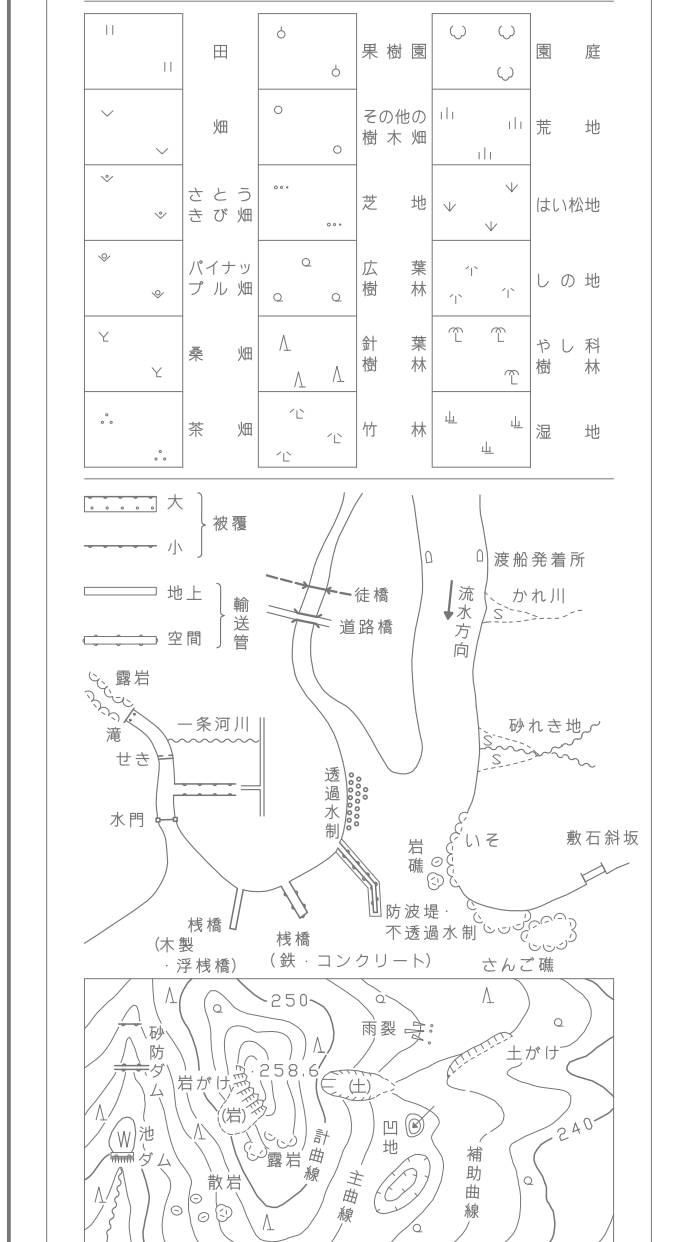 田
畑
さとう
きび畑
パイナッ
プル畑
桑畑
茶畑
果樹園
その他の
樹木畑
芝地
広葉
樹林
針葉
樹林
竹林
園庭
荒地
はい松地
しの地
やし科
樹林
湿地
大
小
被覆
地上
空間
輸送管
徒橋
道路橋
渡船発着所
流水方向
かれ川
露岩
滝
せき
一条河川
水門
透過水制
砂れき地
岩礁
いそ
敷石斜坂
桟橋
(木製
・浮桟橋)
桟橋
(鉄・コンクリート)
防波堤・
不透過水制
さんご礁
250
雨裂
土がけ
砂防ダム
岩がけ
258.6
(土)
(岩)
W
池
ダム
露岩
計曲線
凹地
240
散岩
主曲線
補助曲線